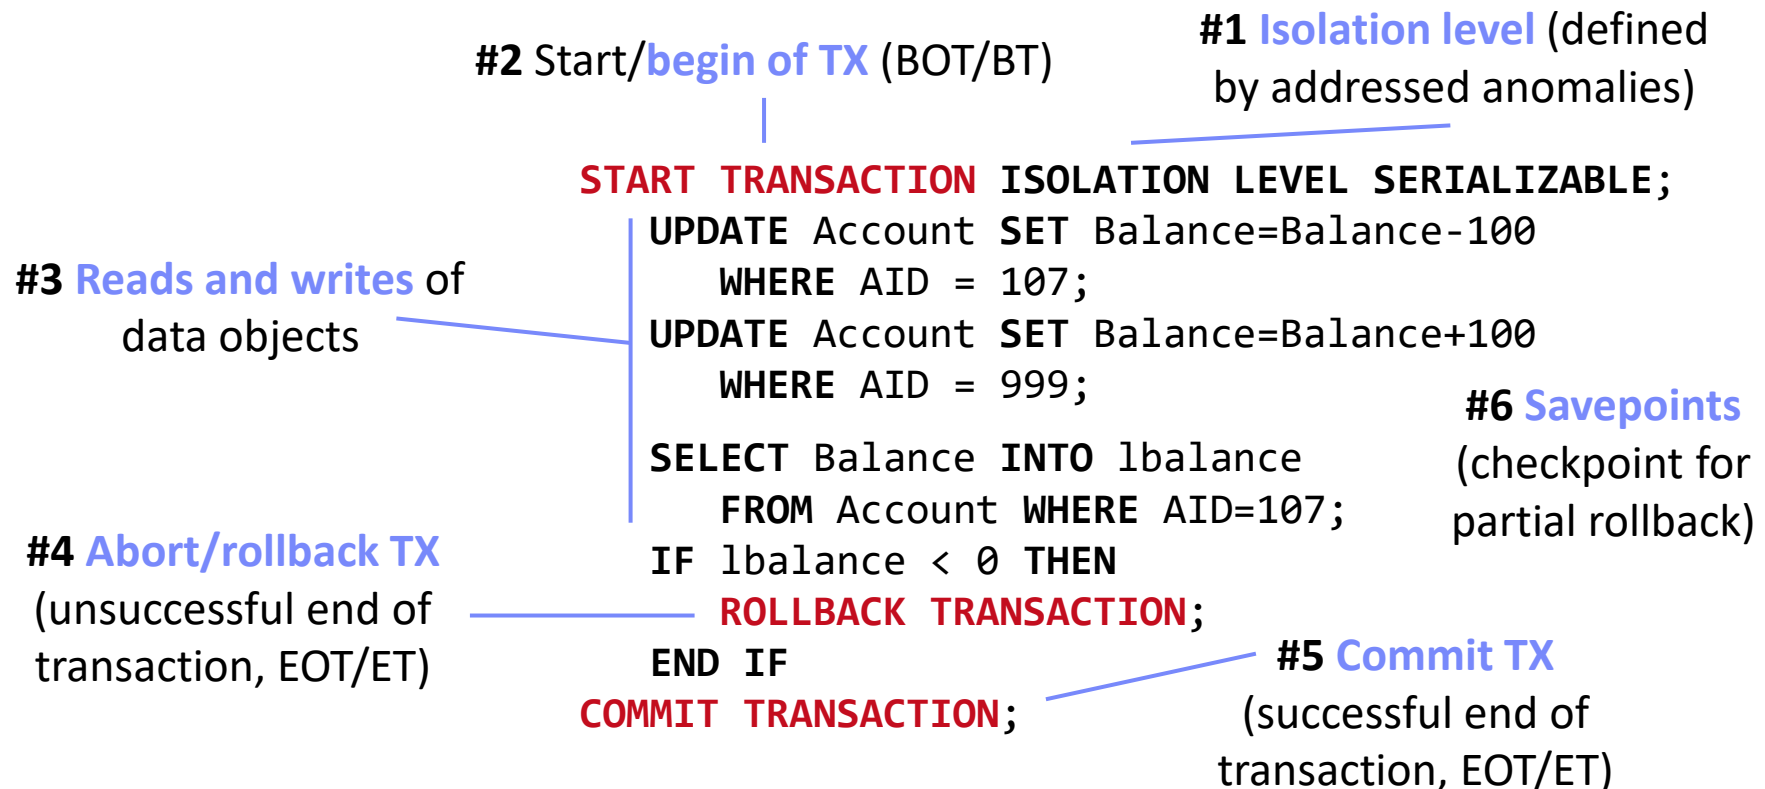 #1 Isolation level (defined
by addressed anomalies)
#2 Start/begin of TX (BOT/BT)
START TRANSACTION ISOLATION LEVEL SERIALIZABLE;
UPDATE Account SET Balance=Balance-100
WHERE AID = 107;
UPDATE Account SET Balance=Balance+100
WHERE AID = 999;
SELECT Balance INTO lbalance
FROM Account WHERE AID=107;
IF lbalance < 0 THEN
ROLLBACK TRANSACTION;
END IF
COMMIT TRANSACTION;
#3 Reads and writes of
data objects
#6 Savepoints
(checkpoint for
partial rollback)
#4 Abort/rollback TX
(unsuccessful end of
transaction, EOT/ET)
#5 Commit TX
(successful end of
transaction, EOT/ET)